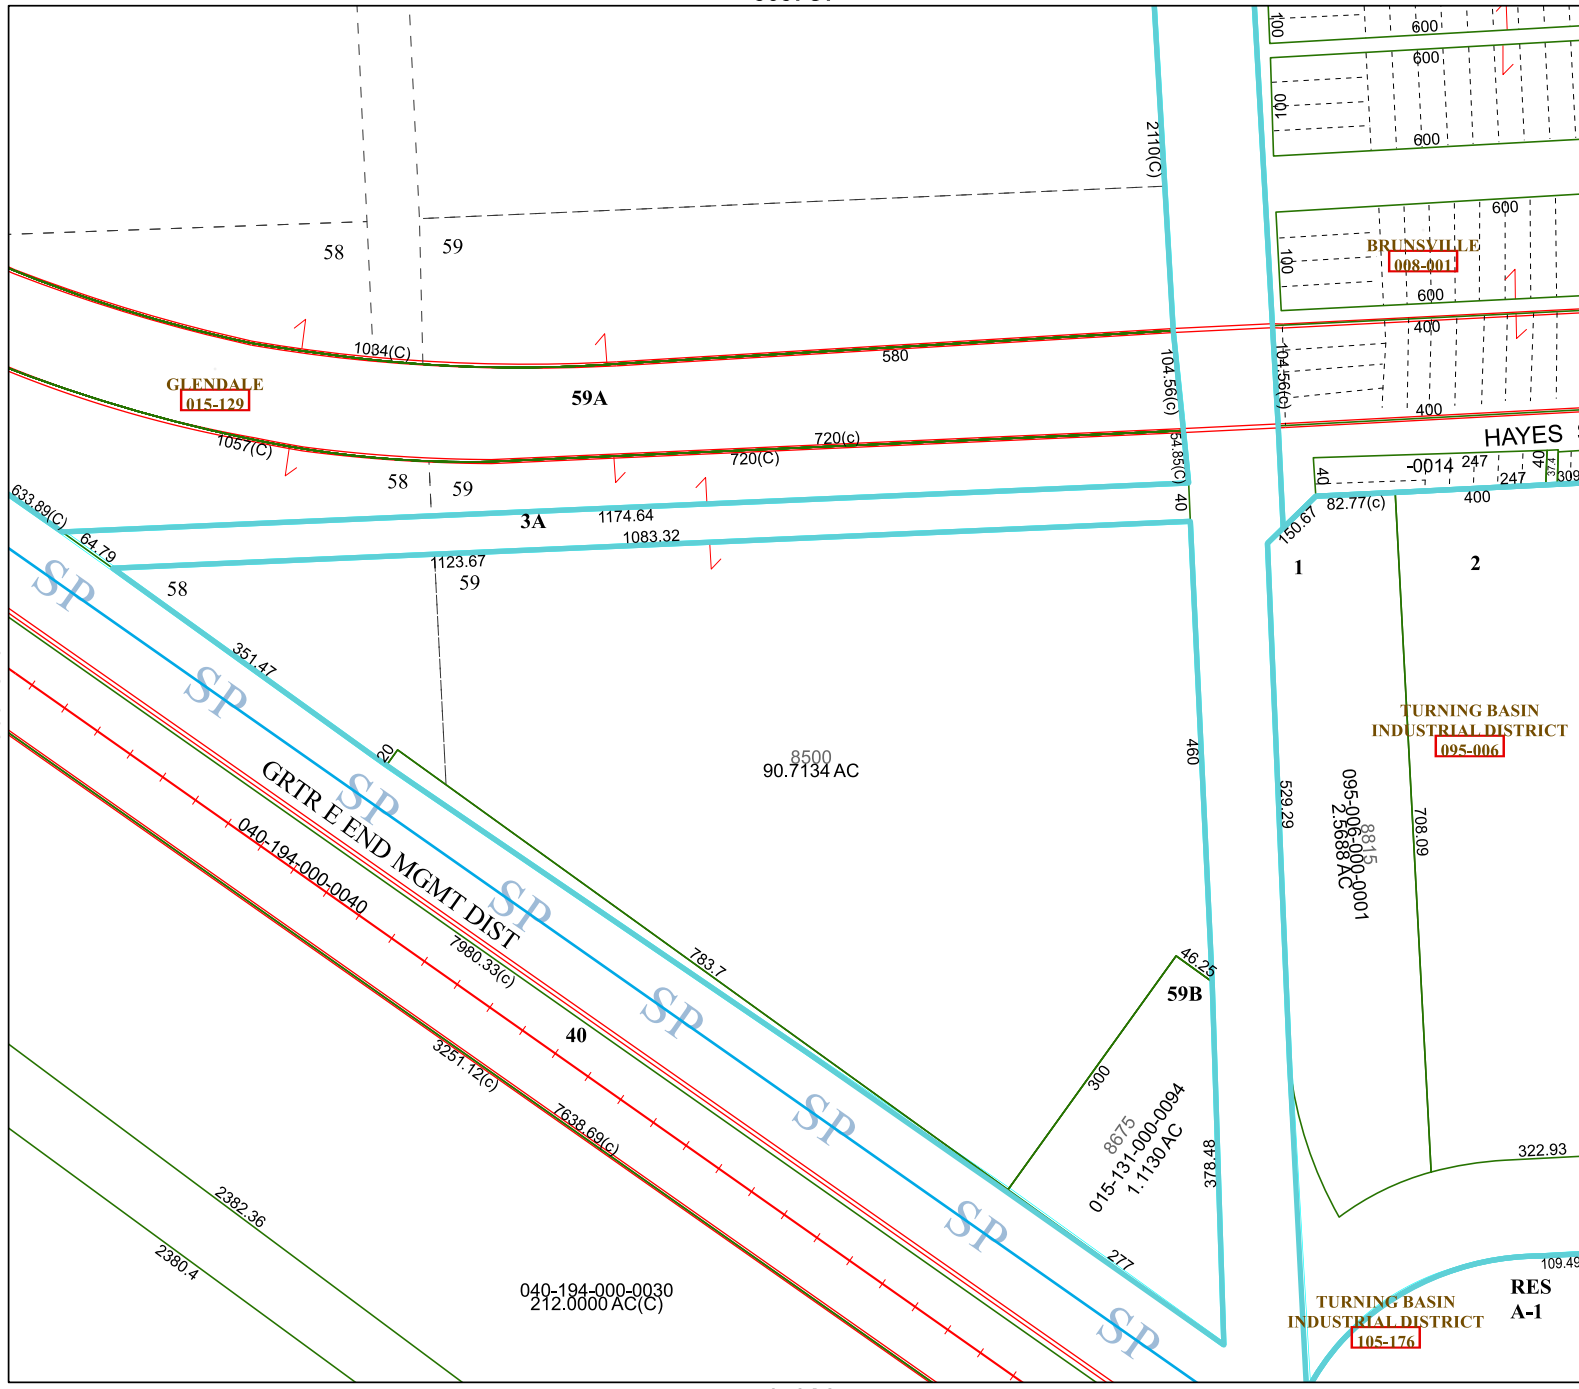 100
600
600
2110(C)
100
600
600
58
59
BRUNSVILLE
008-001
100
600
400
1034(C)
580
104.56(c)
104.56(c)
GLENDALE
015-129
59A
400
1057(C)
720(c)
720(C)
54.85(C)
HAYES S
58
59
40
-0014
247
40
37.4
247
309
633.89(C)
3A
1174.64
40
82.77(c)
400
150.67
64.79
1083.32
1123.67
58
59
1
2
SP
351.47
SP
TURNING BASIN
INDUSTRIAL DISTRICT
095-006
20
8500
90.7134 AC
460
GRTR E END MGMT DIST
SP
529.29
8815
095-006-000-0001
2.5688 AC
708.09
040-194-000-0040
SP
7980.33(c)
783.7
46.25
59B
SP
40
3251.12(c)
300
7638.69(c)
SP
8675
015-131-000-0094
1.1130 AC
378.48
322.93
2382.36
SP
2380.4
277
109.49
040-194-000-0030
212.0000 AC(C)
RES
A-1
SP
TURNING BASIN
INDUSTRIAL DISTRICT
105-176